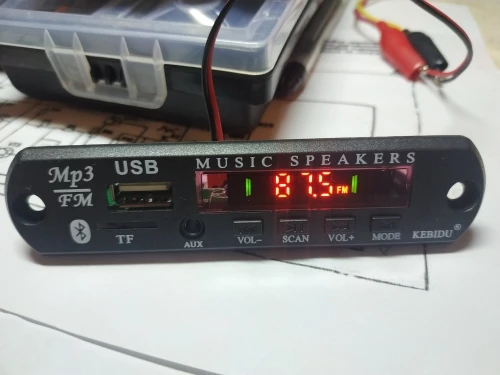 Mp3
FM
USB
MUSIC SPEAKERS
87.5 FM
TF
AUX
VOL-
SCAN
VOL+
MODE
KEBIDU®